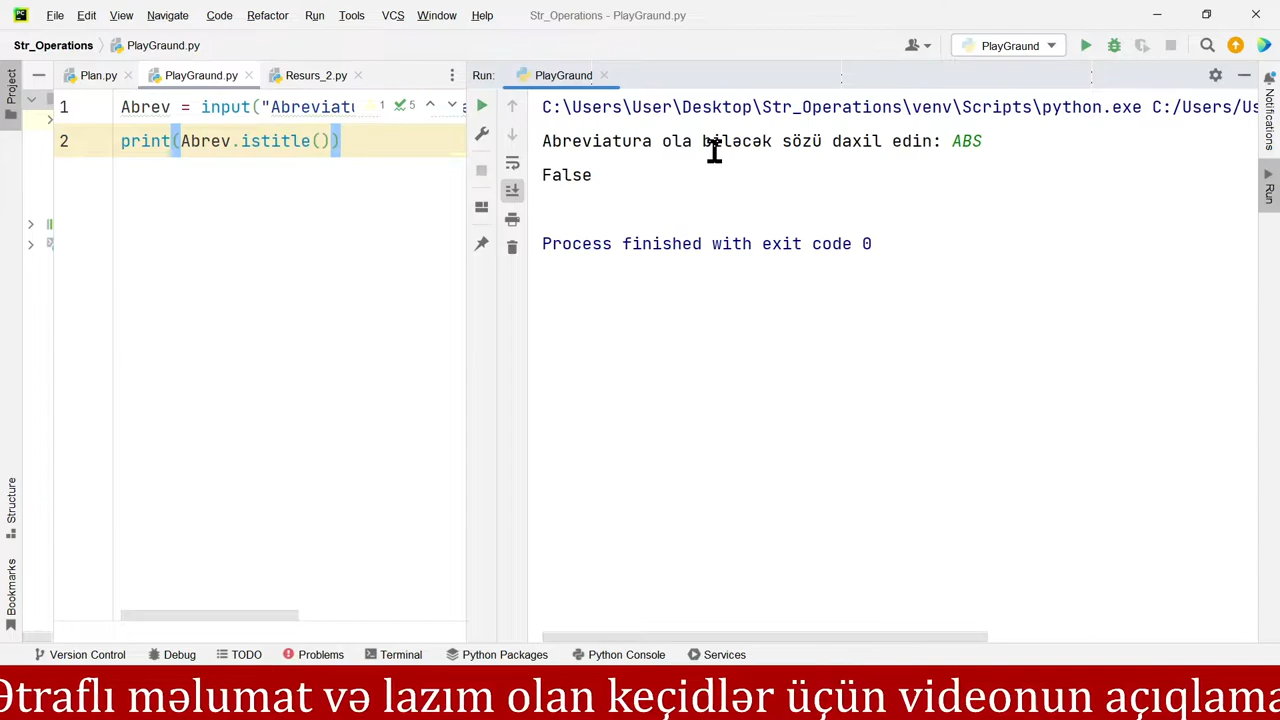 File Edit View Navigate Code Refactor Run Tools VCS Window Help Str_Operations - PlayGraund.py
Str_Operations PlayGraund.py PlayGraund
Project
Plan.py PlayGraund.py Resurs_2.py Run: PlayGraund
1 Abrev = input("Abreviatu 1 5
C:\Users\User\Desktop\Str_Operations\venv\Scripts\python.exe C:/Users/Us
2 print(Abrev.istitle())
Abreviatura ola biləcək sözü daxil edin: ABS
False
Process finished with exit code 0
Notifications
Run
Structure
Bookmarks
Version Control Debug TODO Problems Terminal Python Packages Python Console Services
Ətraflı məlumat və lazım olan keçidlər üçün videonun açıqlama